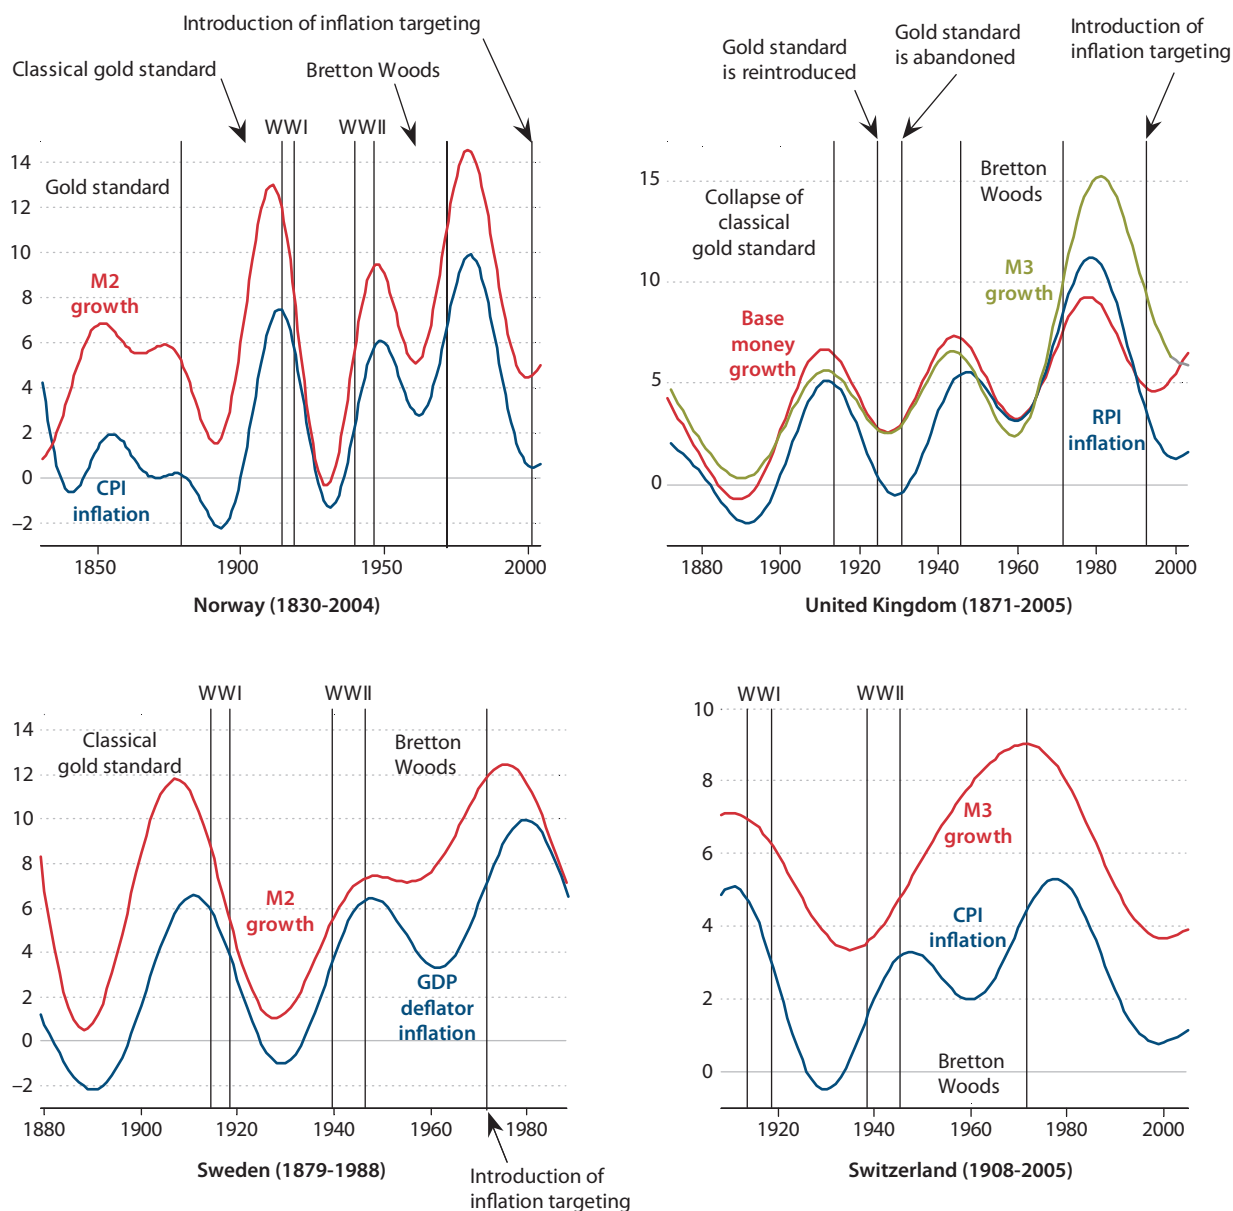 Introduction of inflation targeting
Classical gold standard
Bretton Woods
WWI
WWII
14
12
10
8
6
4
2
0
−2
Gold standard
M2
growth
CPI
inflation
1850
1900
1950
2000
Norway (1830-2004)
Gold standard
is reintroduced
Gold standard
is abandoned
Introduction of
inflation targeting
15
10
5
0
Collapse of
classical
gold standard
Bretton
Woods
Base
money
growth
M3
growth
RPI
inflation
1880
1900
1920
1940
1960
1980
2000
United Kingdom (1871-2005)
WWI
WWII
14
12
10
8
6
4
2
0
−2
Classical
gold standard
Bretton
Woods
M2
growth
GDP
deflator
inflation
1880
1900
1920
1940
1960
1980
Sweden (1879-1988)
Introduction of
inflation targeting
WWI
WWII
10
8
6
4
2
0
M3
growth
CPI
inflation
Bretton
Woods
1920
1940
1960
1980
2000
Switzerland (1908-2005)